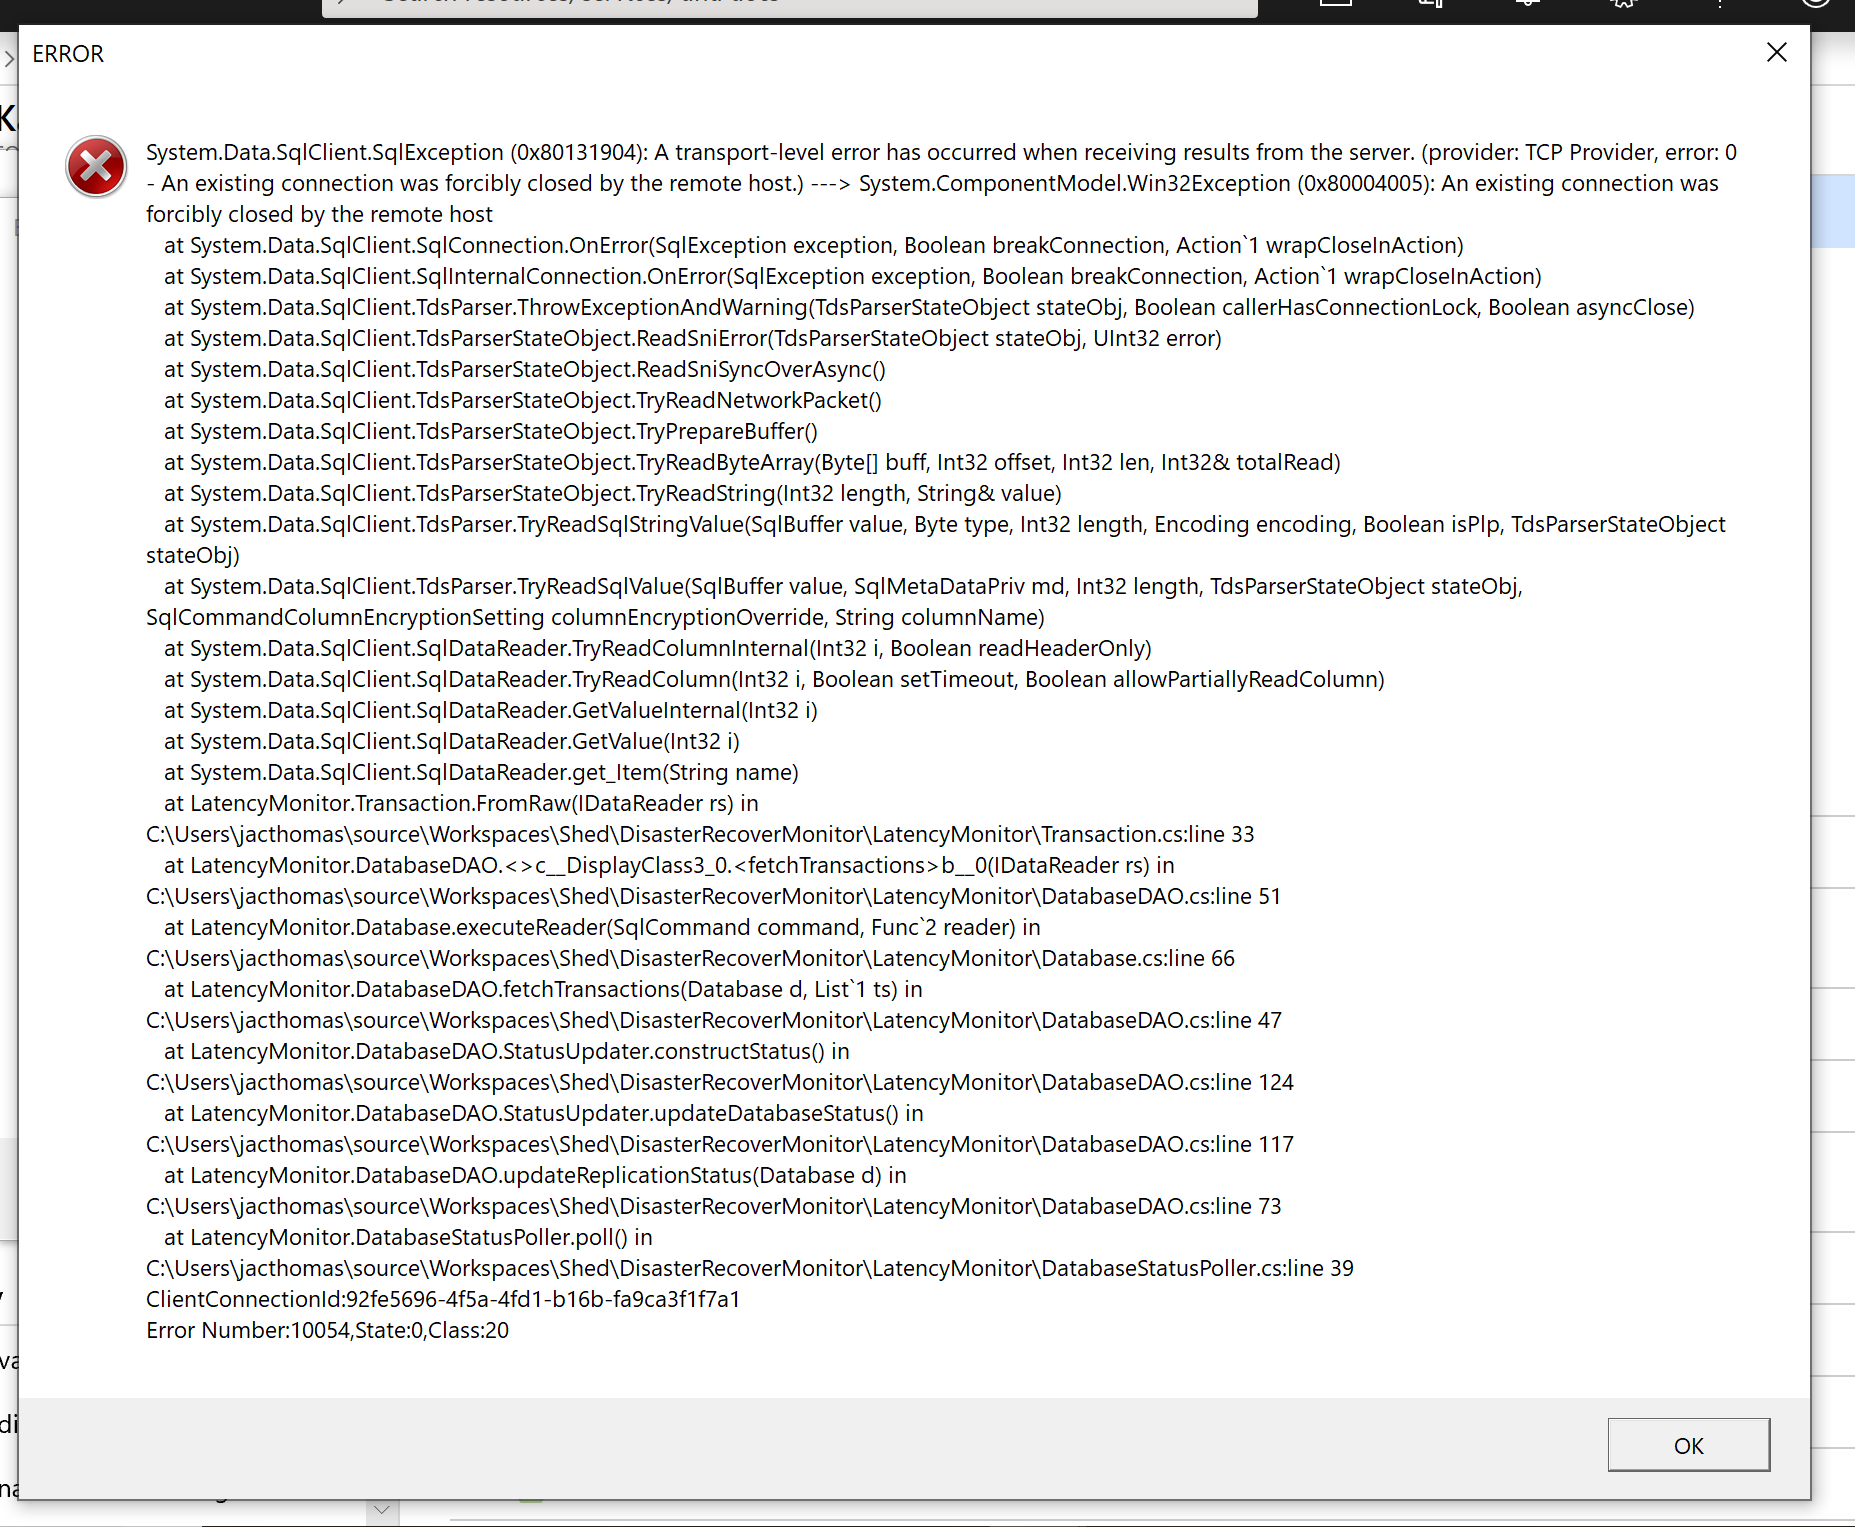 ERROR
System.Data.SqlClient.SqlException (0x80131904): A transport-level error has occurred when receiving results from the server. (provider: TCP Provider, error: 0
- An existing connection was forcibly closed by the remote host.) ---> System.ComponentModel.Win32Exception (0x80004005): An existing connection was
forcibly closed by the remote host
at System.Data.SqlClient.SqlConnection.OnError(SqlException exception, Boolean breakConnection, Action`1 wrapCloseInAction)
at System.Data.SqlClient.SqlInternalConnection.OnError(SqlException exception, Boolean breakConnection, Action`1 wrapCloseInAction)
at System.Data.SqlClient.TdsParser.ThrowExceptionAndWarning(TdsParserStateObject stateObj, Boolean callerHasConnectionLock, Boolean asyncClose)
at System.Data.SqlClient.TdsParserStateObject.ReadSniError(TdsParserStateObject stateObj, UInt32 error)
at System.Data.SqlClient.TdsParserStateObject.ReadSniSyncOverAsync()
at System.Data.SqlClient.TdsParserStateObject.TryReadNetworkPacket()
at System.Data.SqlClient.TdsParserStateObject.TryPrepareBuffer()
at System.Data.SqlClient.TdsParserStateObject.TryReadByteArray(Byte[] buff, Int32 offset, Int32 len, Int32& totalRead)
at System.Data.SqlClient.TdsParserStateObject.TryReadString(Int32 length, String& value)
at System.Data.SqlClient.TdsParser.TryReadSqlStringValue(SqlBuffer value, Byte type, Int32 length, Encoding encoding, Boolean isPlp, TdsParserStateObject
stateObj)
at System.Data.SqlClient.TdsParser.TryReadSqlValue(SqlBuffer value, SqlMetaDataPriv md, Int32 length, TdsParserStateObject stateObj,
SqlCommandColumnEncryptionSetting columnEncryptionOverride, String columnName)
at System.Data.SqlClient.SqlDataReader.TryReadColumnInternal(Int32 i, Boolean readHeaderOnly)
at System.Data.SqlClient.SqlDataReader.TryReadColumn(Int32 i, Boolean setTimeout, Boolean allowPartiallyReadColumn)
at System.Data.SqlClient.SqlDataReader.GetValueInternal(Int32 i)
at System.Data.SqlClient.SqlDataReader.GetValue(Int32 i)
at System.Data.SqlClient.SqlDataReader.get_Item(String name)
at LatencyMonitor.Transaction.FromRaw(IDataReader rs) in
C:\Users\jacthomas\source\Workspaces\Shed\DisasterRecoverMonitor\LatencyMonitor\Transaction.cs:line 33
at LatencyMonitor.DatabaseDAO.<>c__DisplayClass3_0.<fetchTransactions>b__0(IDataReader rs) in
C:\Users\jacthomas\source\Workspaces\Shed\DisasterRecoverMonitor\LatencyMonitor\DatabaseDAO.cs:line 51
at LatencyMonitor.Database.executeReader(SqlCommand command, Func`2 reader) in
C:\Users\jacthomas\source\Workspaces\Shed\DisasterRecoverMonitor\LatencyMonitor\Database.cs:line 66
at LatencyMonitor.DatabaseDAO.fetchTransactions(Database d, List`1 ts) in
C:\Users\jacthomas\source\Workspaces\Shed\DisasterRecoverMonitor\LatencyMonitor\DatabaseDAO.cs:line 47
at LatencyMonitor.DatabaseDAO.StatusUpdater.constructStatus() in
C:\Users\jacthomas\source\Workspaces\Shed\DisasterRecoverMonitor\LatencyMonitor\DatabaseDAO.cs:line 124
at LatencyMonitor.DatabaseDAO.StatusUpdater.updateDatabaseStatus() in
C:\Users\jacthomas\source\Workspaces\Shed\DisasterRecoverMonitor\LatencyMonitor\DatabaseDAO.cs:line 117
at LatencyMonitor.DatabaseDAO.updateReplicationStatus(Database d) in
C:\Users\jacthomas\source\Workspaces\Shed\DisasterRecoverMonitor\LatencyMonitor\DatabaseDAO.cs:line 73
at LatencyMonitor.DatabaseStatusPoller.poll() in
C:\Users\jacthomas\source\Workspaces\Shed\DisasterRecoverMonitor\LatencyMonitor\DatabaseStatusPoller.cs:line 39
ClientConnectionId:92fe5696-4f5a-4fd1-b16b-fa9ca3f1f7a1
Error Number:10054,State:0,Class:20
OK